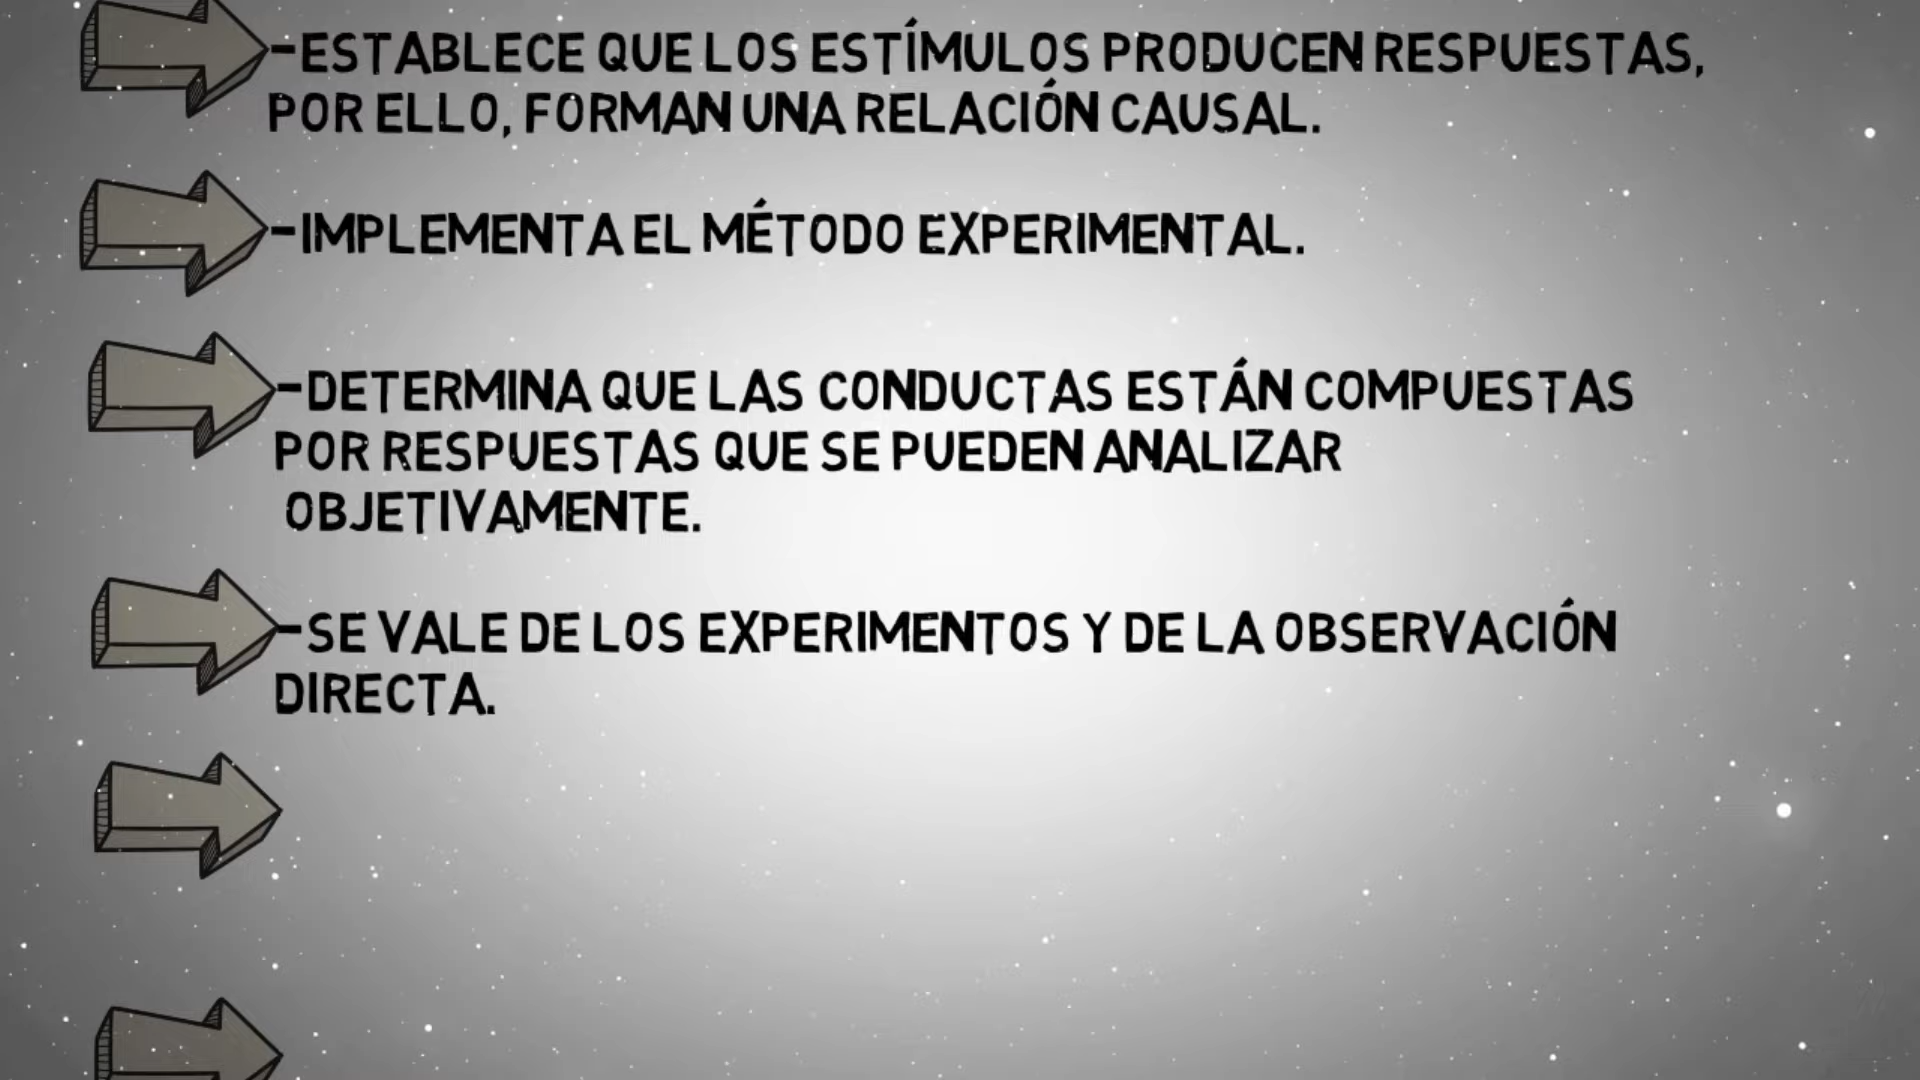 -ESTABLECE QUE LOS ESTÍMULOS PRODUCEN RESPUESTAS,
POR ELLO, FORMAN UNA RELACIÓN CAUSAL.
-IMPLEMENTA EL MÉTODO EXPERIMENTAL.
-DETERMINA QUE LAS CONDUCTAS ESTÁN COMPUESTAS
POR RESPUESTAS QUE SE PUEDEN ANALIZAR
OBJETIVAMENTE.
-SE VALE DE LOS EXPERIMENTOS Y DE LA OBSERVACIÓN
DIRECTA.